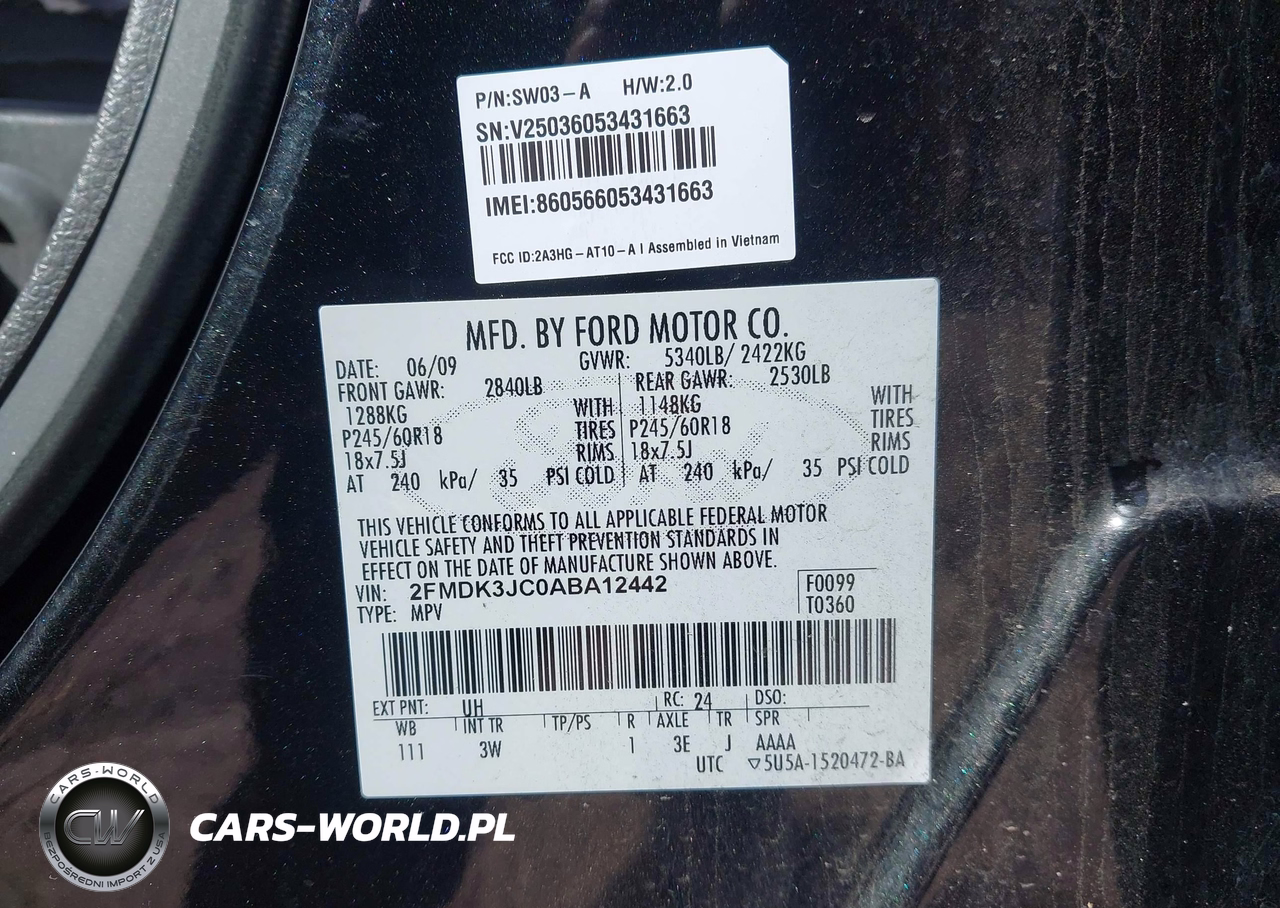 P/N:SW03-A H/W:2.0
SN:V25036053431663
IMEI:860566053431663
FCC ID:2A3HG-AT10-A I Assembled in Vietnam
MFD. BY FORD MOTOR CO.
DATE: 06/09 GVWR: 5340LB/ 2422KG
FRONT GAWR: 2840LB REAR GAWR: 2530LB
1288KG WITH 1148KG WITH
P245/60R18 TIRES P245/60R18 TIRES
18x7.5J RIMS 18x7.5J RIMS
AT 240 kPa/ 35 PSI COLD AT 240 kPa/ 35 PSI COLD
THIS VEHICLE CONFORMS TO ALL APPLICABLE FEDERAL MOTOR
VEHICLE SAFETY AND THEFT PREVENTION STANDARDS IN
EFFECT ON THE DATE OF MANUFACTURE SHOWN ABOVE.
VIN: 2FMDK3JC0ABA12442 F0099
TYPE: MPV T0360
EXT PNT: UH RC: 24 DSO:
WB INT TR TP/PS R AXLE TR SPR
111 3W 1 3E J AAAA
UTC ▽5U5A-1520472-BA
CARS-WORLD
CW
BEZPOŚREDNI IMPORT Z USA
CARS-WORLD.PL